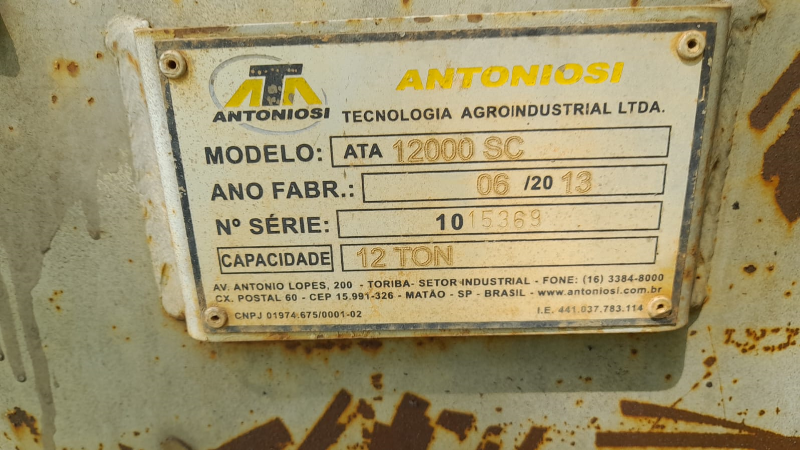 ATA
ANTONIOSI
ANTONIOSI
TECNOLOGIA AGROINDUSTRIAL LTDA.
MODELO: ATA 12000 SC
ANO FABR.: 06 /20 13
Nº SÉRIE: 10 15369
CAPACIDADE 12 TON
AV. ANTONIO LOPES, 200 - TORIBA- SETOR INDUSTRIAL - FONE: (16) 3384-8000
CX. POSTAL 60 - CEP 15.991-326 - MATÃO - SP - BRASIL - www.antoniosi.com.br
CNPJ 01974.675/0001-02 I.E. 441.037.783.114